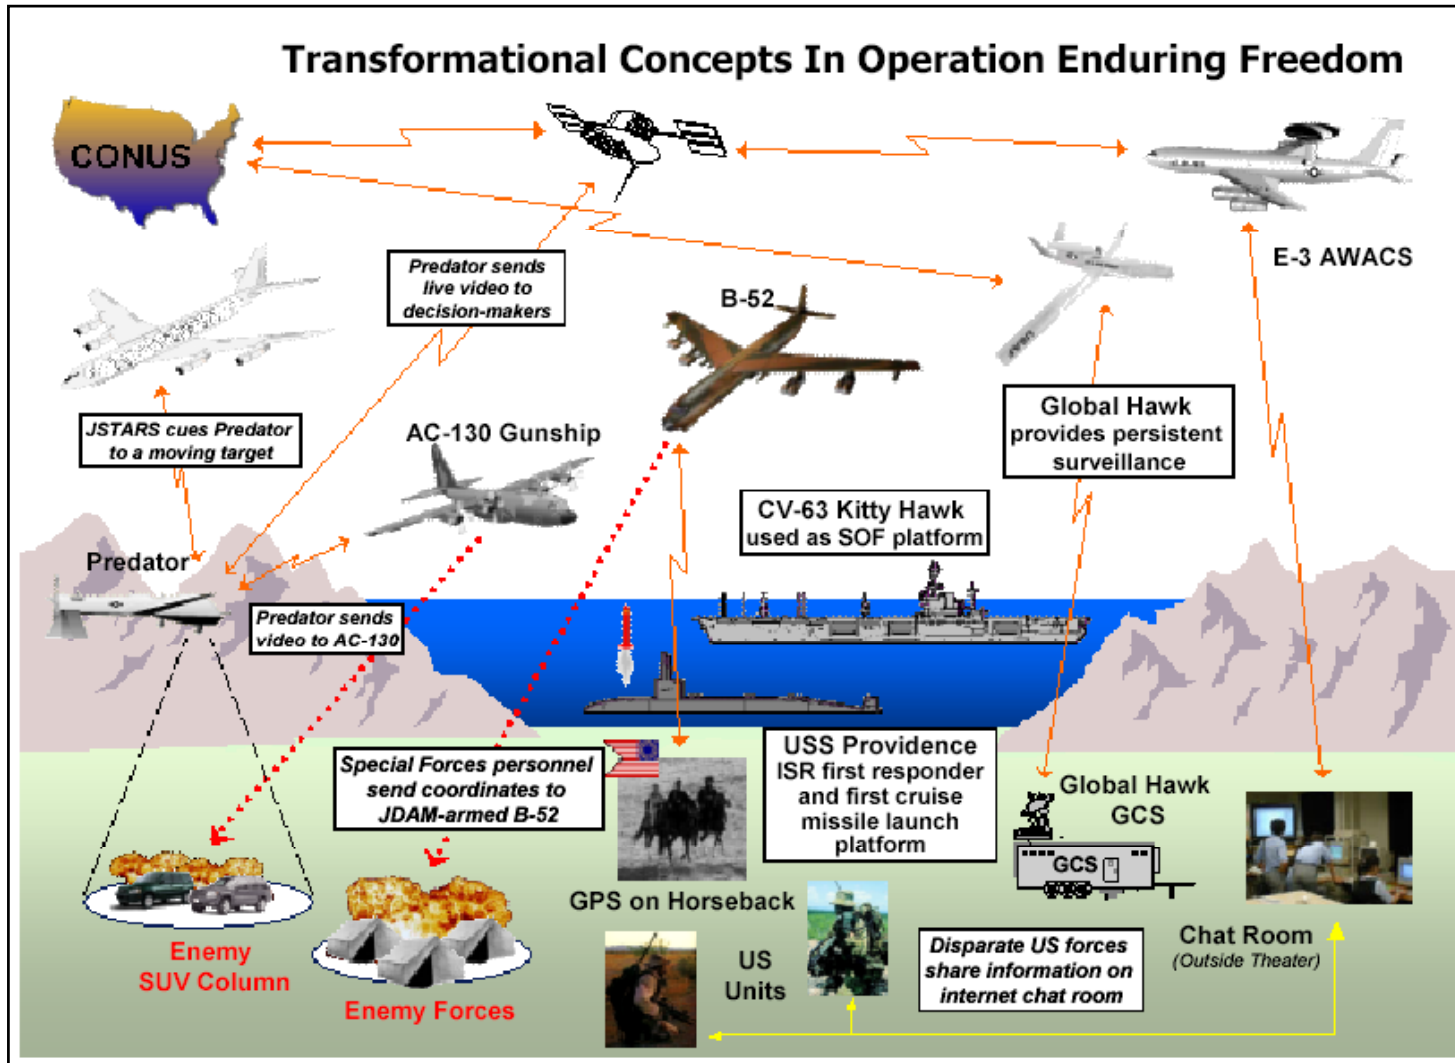 Transformational Concepts In Operation Enduring Freedom
CONUS
E-3 AWACS
Predator sends
live video to
decision-makers
B-52
JSTARS cues Predator
to a moving target
AC-130 Gunship
Global Hawk
provides persistent
surveillance
CV-63 Kitty Hawk
used as SOF platform
Predator
Predator sends
video to AC-130
Special Forces personnel
send coordinates to
JDAM-armed B-52
USS Providence
ISR first responder
and first cruise
missile launch
platform
Global Hawk
GCS
GCS
GPS on Horseback
Enemy
SUV Column
Enemy Forces
US
Units
Disparate US forces
share information on
internet chat room
Chat Room
(Outside Theater)